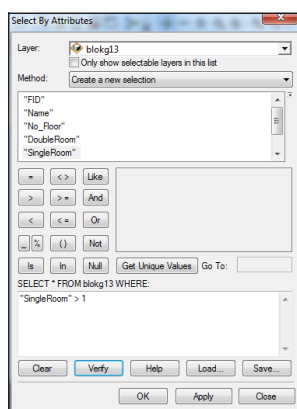 Select By Attributes
Layer: blokg13
Only show selectable layers in this list
Method: Create a new selection
"FID"
"Name"
"No_Floor"
"DoubleRoom"
"SingleRoom"
= < > Like
> > = And
< < = Or
_ % () Not
Is In Null Get Unique Values Go To:
SELECT * FROM blokg13 WHERE:
"SingleRoom" > 1
Clear Verify Help Load... Save...
OK Apply Close